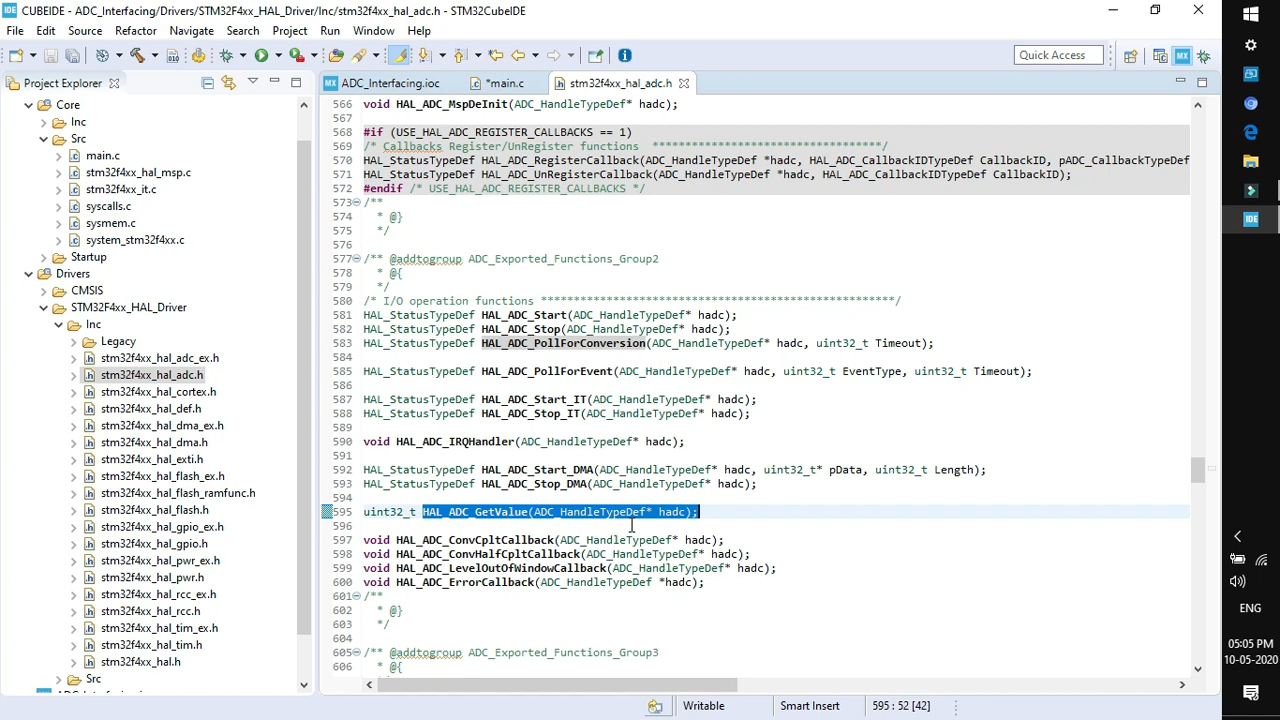 CUBEIDE - ADC_Interfacing/Drivers/STM32F4xx_HAL_Driver/Inc/stm32f4xx_hal_adc.h - STM32CubeIDE
File Edit Source Refactor Navigate Search Project Run Window Help
Quick Access
Project Explorer
ADC_Interfacing.ioc
*main.c
stm32f4xx_hal_adc.h
Core
Inc
Src
main.c
stm32f4xx_hal_msp.c
stm32f4xx_it.c
syscalls.c
sysmem.c
system_stm32f4xx.c
Startup
Drivers
CMSIS
STM32F4xx_HAL_Driver
Inc
Legacy
stm32f4xx_hal_adc_ex.h
stm32f4xx_hal_adc.h
stm32f4xx_hal_cortex.h
stm32f4xx_hal_def.h
stm32f4xx_hal_dma_ex.h
stm32f4xx_hal_dma.h
stm32f4xx_hal_exti.h
stm32f4xx_hal_flash_ex.h
stm32f4xx_hal_flash_ramfunc.h
stm32f4xx_hal_flash.h
stm32f4xx_hal_gpio_ex.h
stm32f4xx_hal_gpio.h
stm32f4xx_hal_pwr_ex.h
stm32f4xx_hal_pwr.h
stm32f4xx_hal_rcc_ex.h
stm32f4xx_hal_rcc.h
stm32f4xx_hal_tim_ex.h
stm32f4xx_hal_tim.h
stm32f4xx_hal.h
Src
566 void HAL_ADC_MspDeInit(ADC_HandleTypeDef* hadc);
567
568 #if (USE_HAL_ADC_REGISTER_CALLBACKS == 1)
569 /* Callbacks Register/UnRegister functions ***********************************/
570 HAL_StatusTypeDef HAL_ADC_RegisterCallback(ADC_HandleTypeDef *hadc, HAL_ADC_CallbackIDTypeDef CallbackID, pADC_CallbackTypeDef
571 HAL_StatusTypeDef HAL_ADC_UnRegisterCallback(ADC_HandleTypeDef *hadc, HAL_ADC_CallbackIDTypeDef CallbackID);
572 #endif /* USE_HAL_ADC_REGISTER_CALLBACKS */
573 /**
574 * @}
575 */
576
577 /** @addtogroup ADC_Exported_Functions_Group2
578 * @{
579 */
580 /* I/O operation functions ******************************************************/
581 HAL_StatusTypeDef HAL_ADC_Start(ADC_HandleTypeDef* hadc);
582 HAL_StatusTypeDef HAL_ADC_Stop(ADC_HandleTypeDef* hadc);
583 HAL_StatusTypeDef HAL_ADC_PollForConversion(ADC_HandleTypeDef* hadc, uint32_t Timeout);
584
585 HAL_StatusTypeDef HAL_ADC_PollForEvent(ADC_HandleTypeDef* hadc, uint32_t EventType, uint32_t Timeout);
586
587 HAL_StatusTypeDef HAL_ADC_Start_IT(ADC_HandleTypeDef* hadc);
588 HAL_StatusTypeDef HAL_ADC_Stop_IT(ADC_HandleTypeDef* hadc);
589
590 void HAL_ADC_IRQHandler(ADC_HandleTypeDef* hadc);
591
592 HAL_StatusTypeDef HAL_ADC_Start_DMA(ADC_HandleTypeDef* hadc, uint32_t* pData, uint32_t Length);
593 HAL_StatusTypeDef HAL_ADC_Stop_DMA(ADC_HandleTypeDef* hadc);
594
595 uint32_t HAL_ADC_GetValue(ADC_HandleTypeDef* hadc);
596
597 void HAL_ADC_ConvCpltCallback(ADC_HandleTypeDef* hadc);
598 void HAL_ADC_ConvHalfCpltCallback(ADC_HandleTypeDef* hadc);
599 void HAL_ADC_LevelOutOfWindowCallback(ADC_HandleTypeDef* hadc);
600 void HAL_ADC_ErrorCallback(ADC_HandleTypeDef *hadc);
601 /**
602 * @}
603 */
604
605 /** @addtogroup ADC_Exported_Functions_Group3
606 * @{
Writable
Smart Insert
595 : 52 [42]
ENG
05:05 PM
10-05-2020